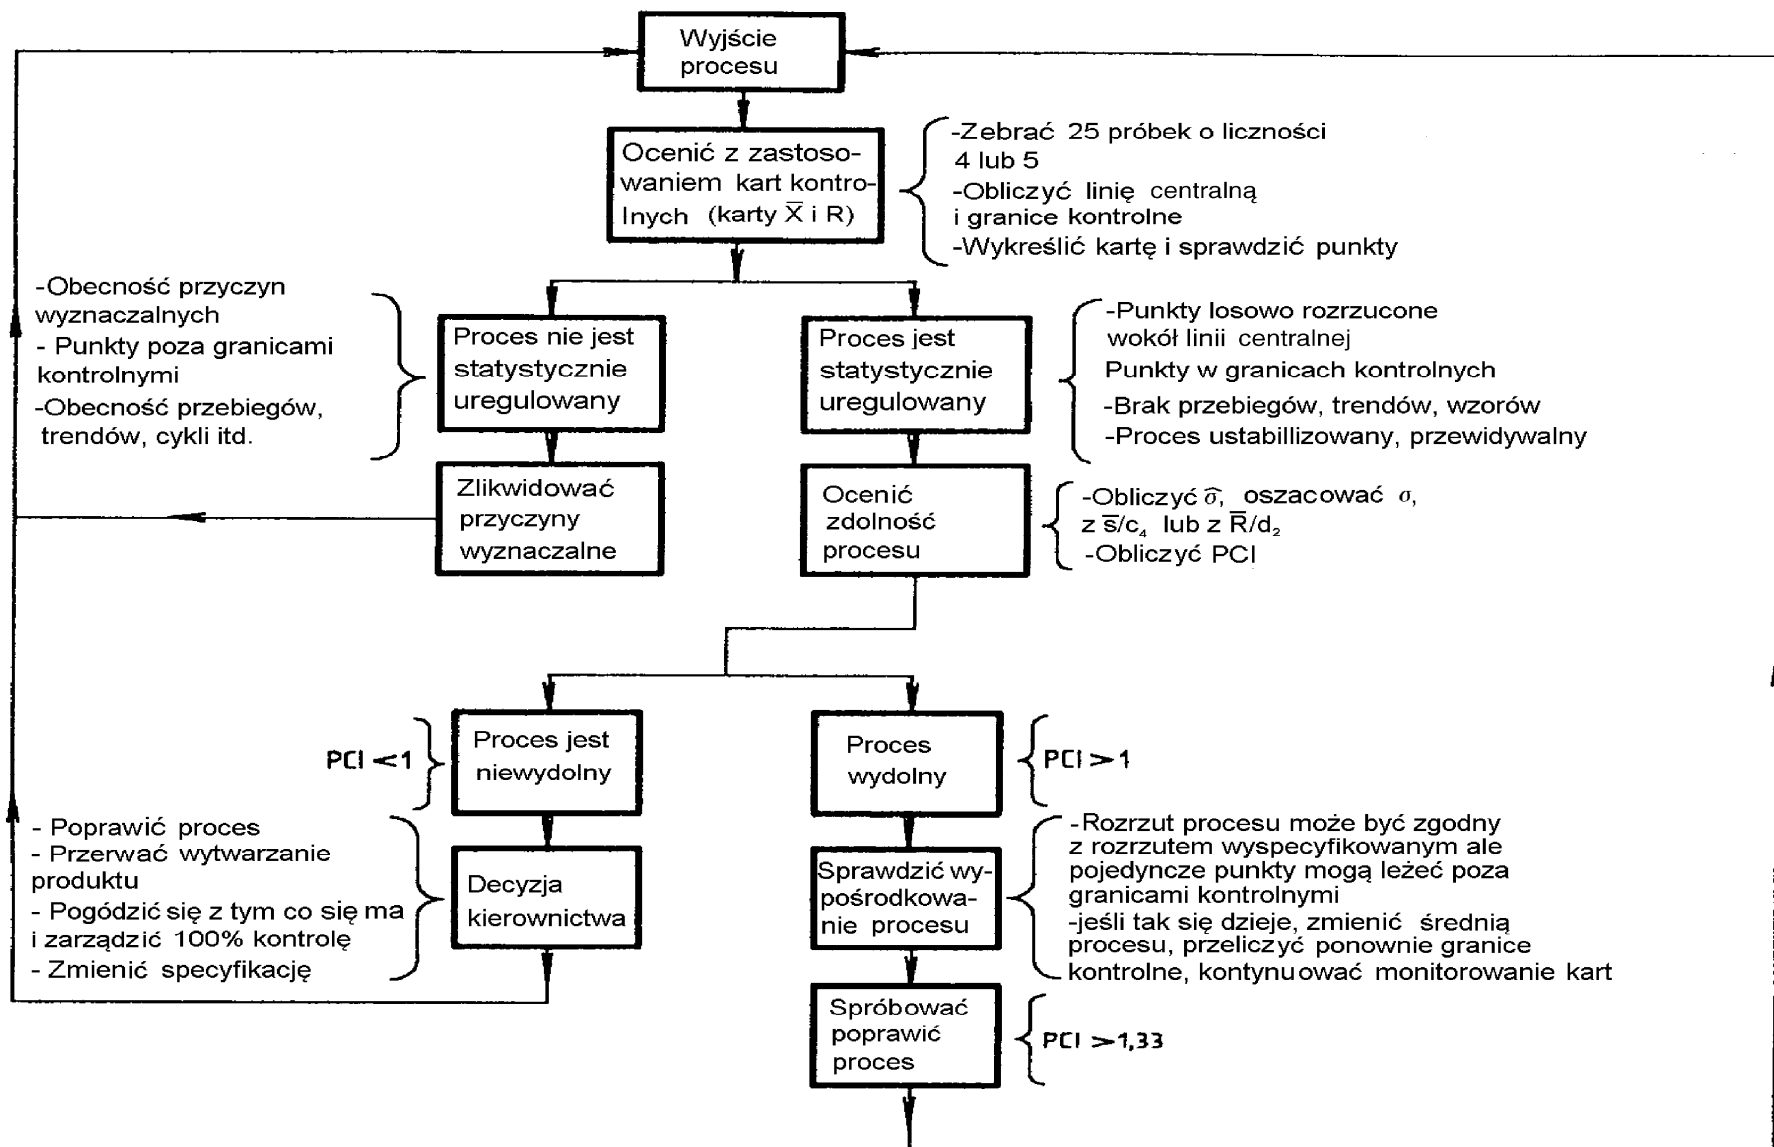 Wyjście
procesu
Ocenić z zastoso-
waniem kart kontro-
lnych (karty X̅ i R)
-Zebrać 25 próbek o liczności
4 lub 5
-Obliczyć linię centralną
i granice kontrolne
-Wykreślić kartę i sprawdzić punkty
-Obecność przyczyn
wyznaczalnych
- Punkty poza granicami
kontrolnymi
-Obecność przebiegów,
trendów, cykli itd.
Proces nie jest
statystycznie
uregulowany
Proces jest
statystycznie
uregulowany
-Punkty losowo rozrzucone
wokół linii centralnej
Punkty w granicach kontrolnych
-Brak przebiegów, trendów, wzorów
-Proces ustabillizowany, przewidywalny
Zlikwidować
przyczyny
wyznaczalne
Ocenić
zdolność
procesu
-Obliczyć σ̂, oszacować σ,
z s̅/c₄ lub z R̅/d₂
-Obliczyć PCI
PCI <1
Proces jest
niewydolny
Proces
wydolny
PCI >1
- Poprawić proces
- Przerwać wytwarzanie
produktu
- Pogódzić się z tym co się ma
i zarządzić 100% kontrolę
- Zmienić specyfikację
Decyzja
kierownictwa
Sprawdzić wy-
pośrodkowa-
nie procesu
-Rozrzut procesu może być zgodny
z rozrzutem wyspecyfikowanym ale
pojedyncze punkty mogą leżeć poza
granicami kontrolnymi
-jeśli tak się dzieje, zmienić średnią
procesu, przeliczyć ponownie granice
kontrolne, kontynuować monitorowanie kart
Spróbować
poprawić
proces
PCI >1,33